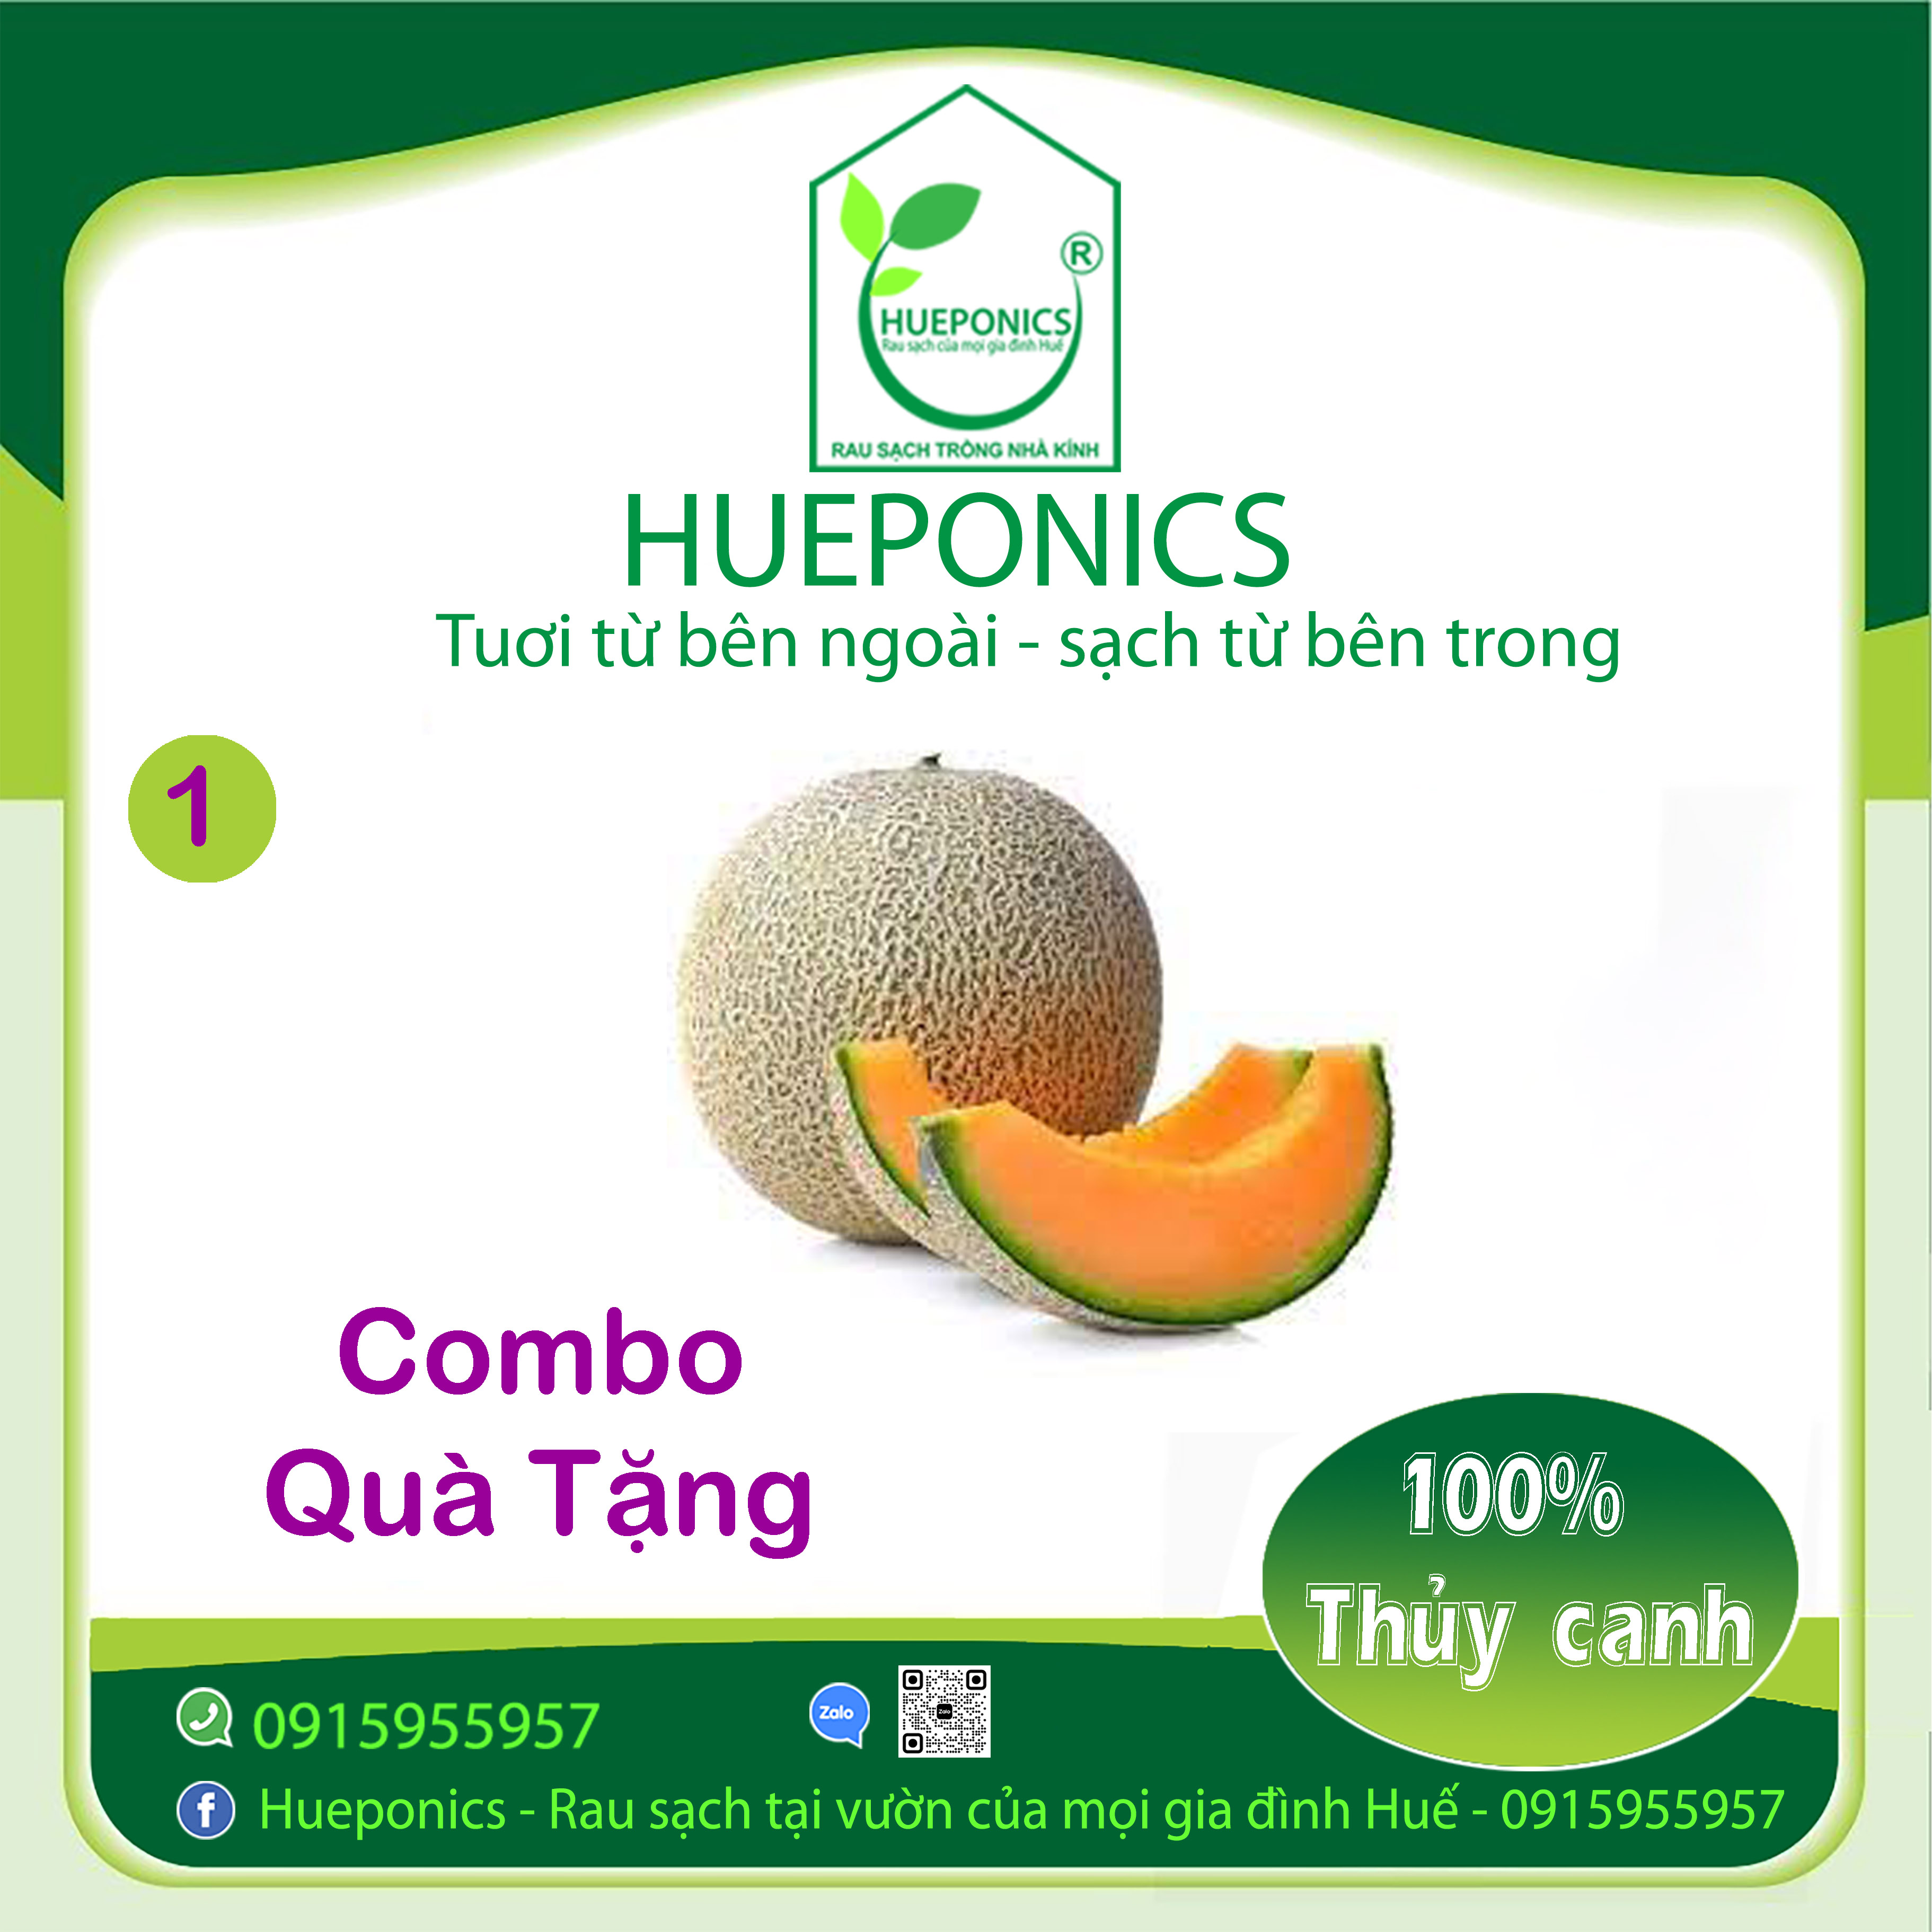 ®
HUEPONICS
Rau sạch của mọi gia đình Huế
RAU SẠCH TRỒNG NHÀ KÍNH
HUEPONICS
Tươi từ bên ngoài - sạch từ bên trong
1
Combo
Quà Tặng
100%
Thủy canh
0915955957
Zalo
Zalo
Hueponics - Rau sạch tại vườn của mọi gia đình Huế - 0915955957